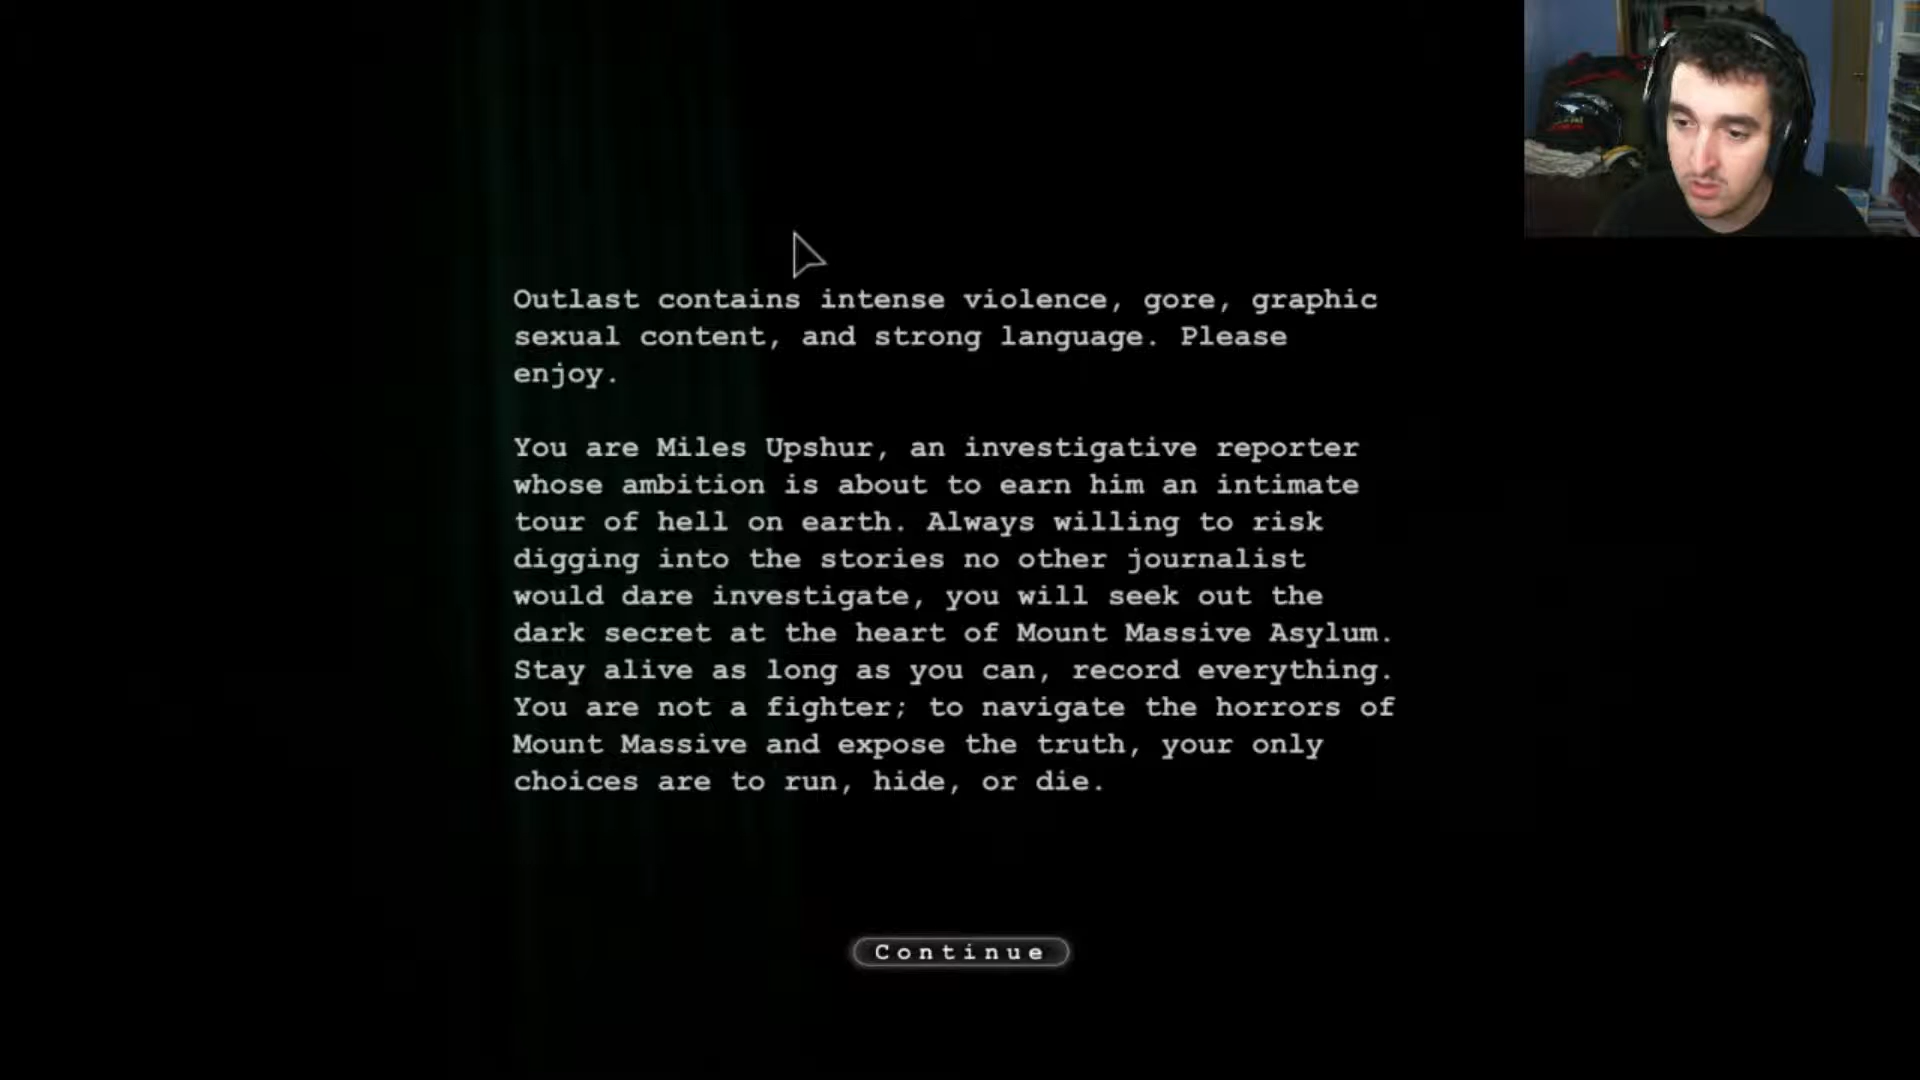 Outlast contains intense violence, gore, graphic
sexual content, and strong language. Please
enjoy.
You are Miles Upshur, an investigative reporter
whose ambition is about to earn him an intimate
tour of hell on earth. Always willing to risk
digging into the stories no other journalist
would dare investigate, you will seek out the
dark secret at the heart of Mount Massive Asylum.
Stay alive as long as you can, record everything.
You are not a fighter; to navigate the horrors of
Mount Massive and expose the truth, your only
choices are to run, hide, or die.
Continue